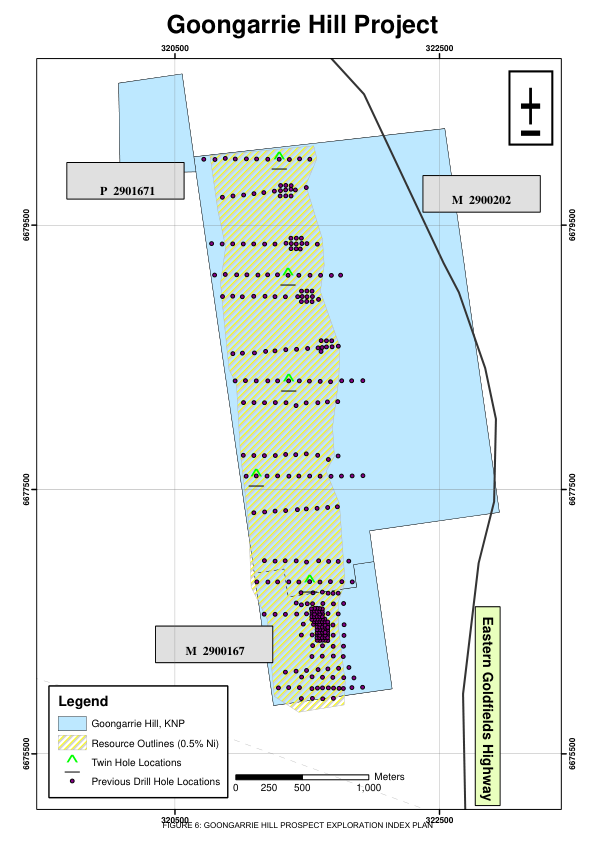 Goongarrie Hill Project
320500
322500
P 2901671
M 2900202
6679500
6679500
6677500
6677500
M 2900167
Eastern Goldfields Highway
Legend
Goongarrie Hill, KNP
Resource Outlines (0.5% Ni)
Twin Hole Locations
Previous Drill Hole Locations
6675500
6675500
Meters
0 250 500 1,000
320500
322500
FIGURE 6: GOONGARRIE HILL PROSPECT EXPLORATION INDEX PLAN